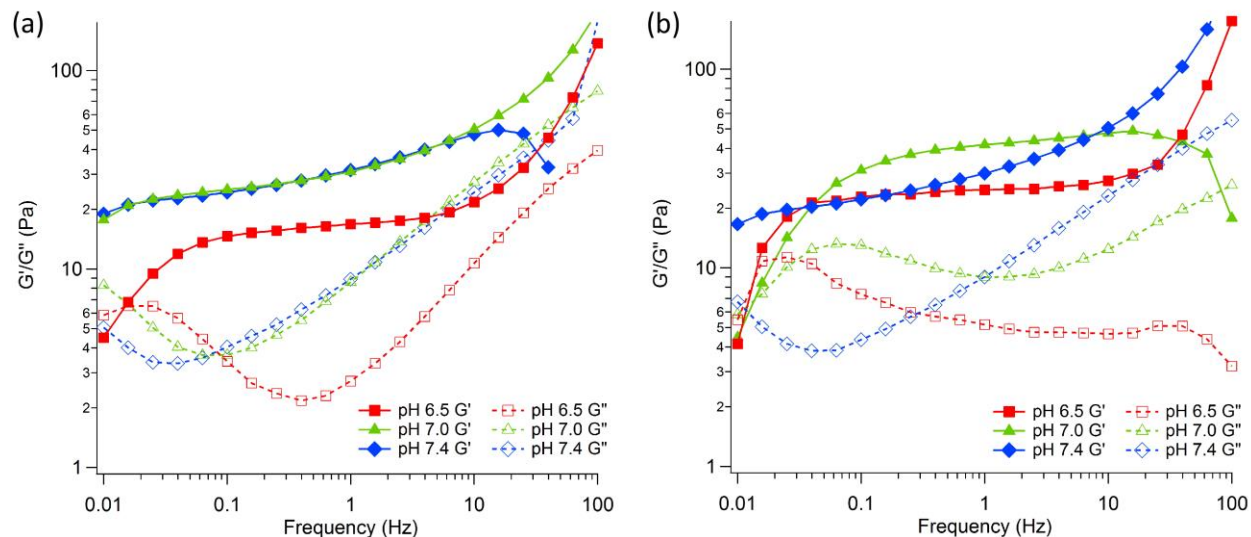 (a)
G'/G" (Pa)
100
6
5
4
3
2
10
6
5
4
3
2
1
0.01 0.1 1 10 100
Frequency (Hz)
pH 6.5 G' pH 6.5 G"
pH 7.0 G' pH 7.0 G"
pH 7.4 G' pH 7.4 G"
(b)
G'/G" (Pa)
100
6
5
4
3
2
10
6
5
4
3
2
1
0.01 0.1 1 10 100
Frequency (Hz)
pH 6.5 G' pH 6.5 G"
pH 7.0 G' pH 7.0 G"
pH 7.4 G' pH 7.4 G"